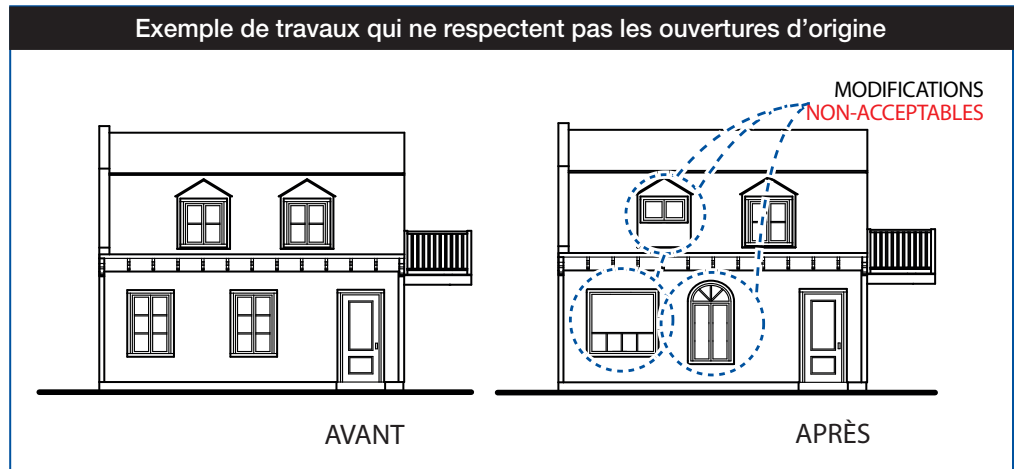 Exemple de travaux qui ne respectent pas les ouvertures d’origine
MODIFICATIONS
NON-ACCEPTABLES
AVANT
APRÈS